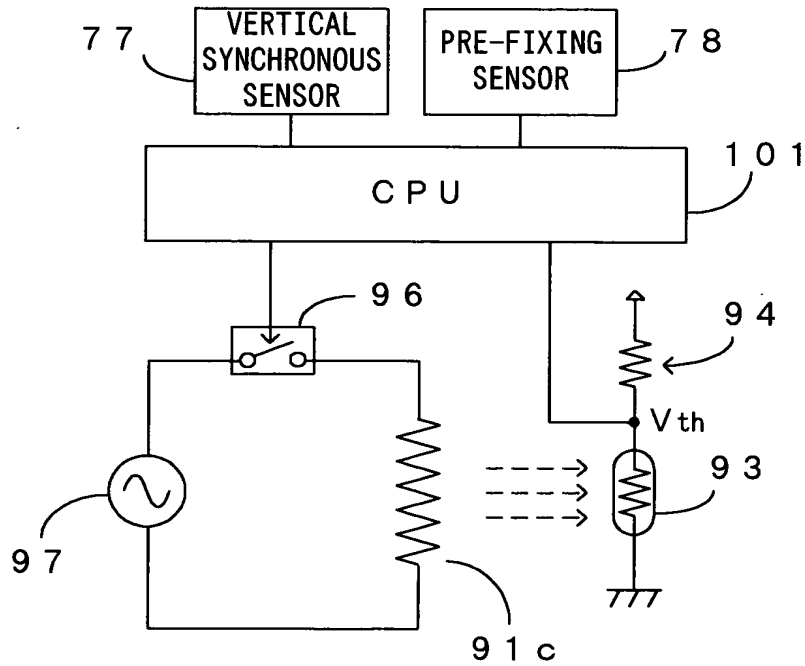 77
VERTICAL
SYNCHRONOUS
SENSOR
PRE-FIXING
SENSOR
78
CPU
101
96
94
Vth
93
97
91c